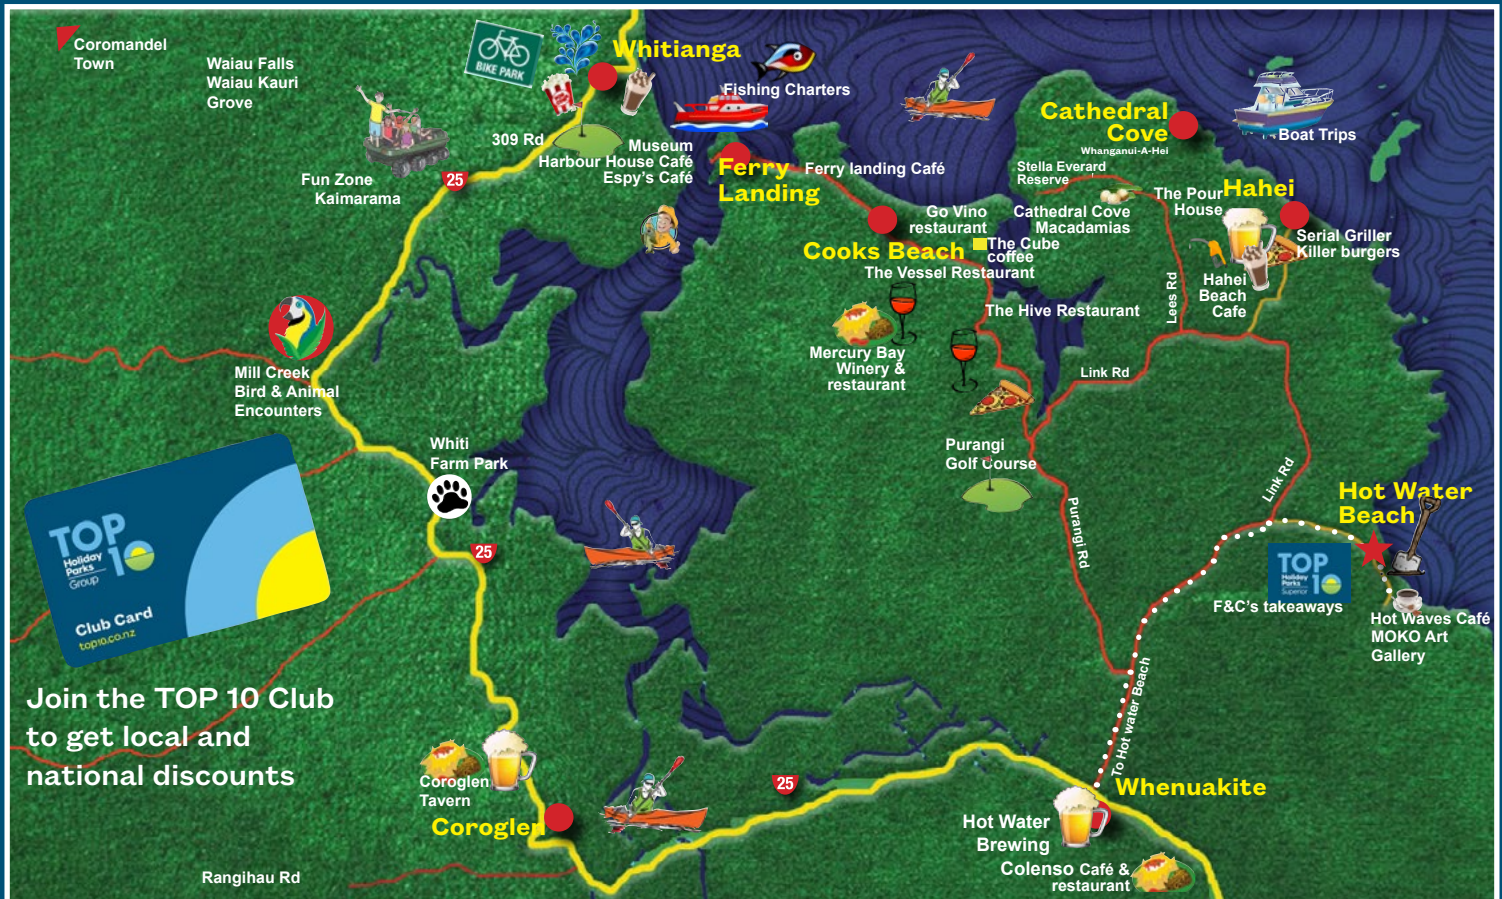 Coromandel
Town
Waiau Falls
Waiau Kauri
Grove
BIKE PARK
Whitianga
Fishing Charters
309 Rd
Museum
Harbour House Café
Espy's Café
25
Fun Zone
Kaimarama
Ferry
Landing
Ferry landing Café
Cathedral
Cove
Whanganui-A-Hei
Boat Trips
Stella Everard
Reserve
The Pour
House
Hahei
Go Vino
restaurant
Cathedral Cove
Macadamias
Serial Griller
Killer burgers
Cooks Beach
The Cube
coffee
The Vessel Restaurant
Hahei
Beach
Cafe
Lees Rd
The Hive Restaurant
Mercury Bay
Winery &
restaurant
Link Rd
Mill Creek
Bird & Animal
Encounters
Whiti
Farm Park
Purangi
Golf Course
Purangi Rd
Link Rd
Hot Water
Beach
TOP
10
Holiday
Parks
Group
Club Card
top10.co.nz
25
TOP
10
Holiday
Parks
Superior
F&C's takeaways
Hot Waves Café
MOKO Art
Gallery
Join the TOP 10 Club
to get local and
national discounts
To Hot water Beach
Coroglen
Tavern
Coroglen
25
Whenuakite
Hot Water
Brewing
Colenso Café &
restaurant
Rangihau Rd